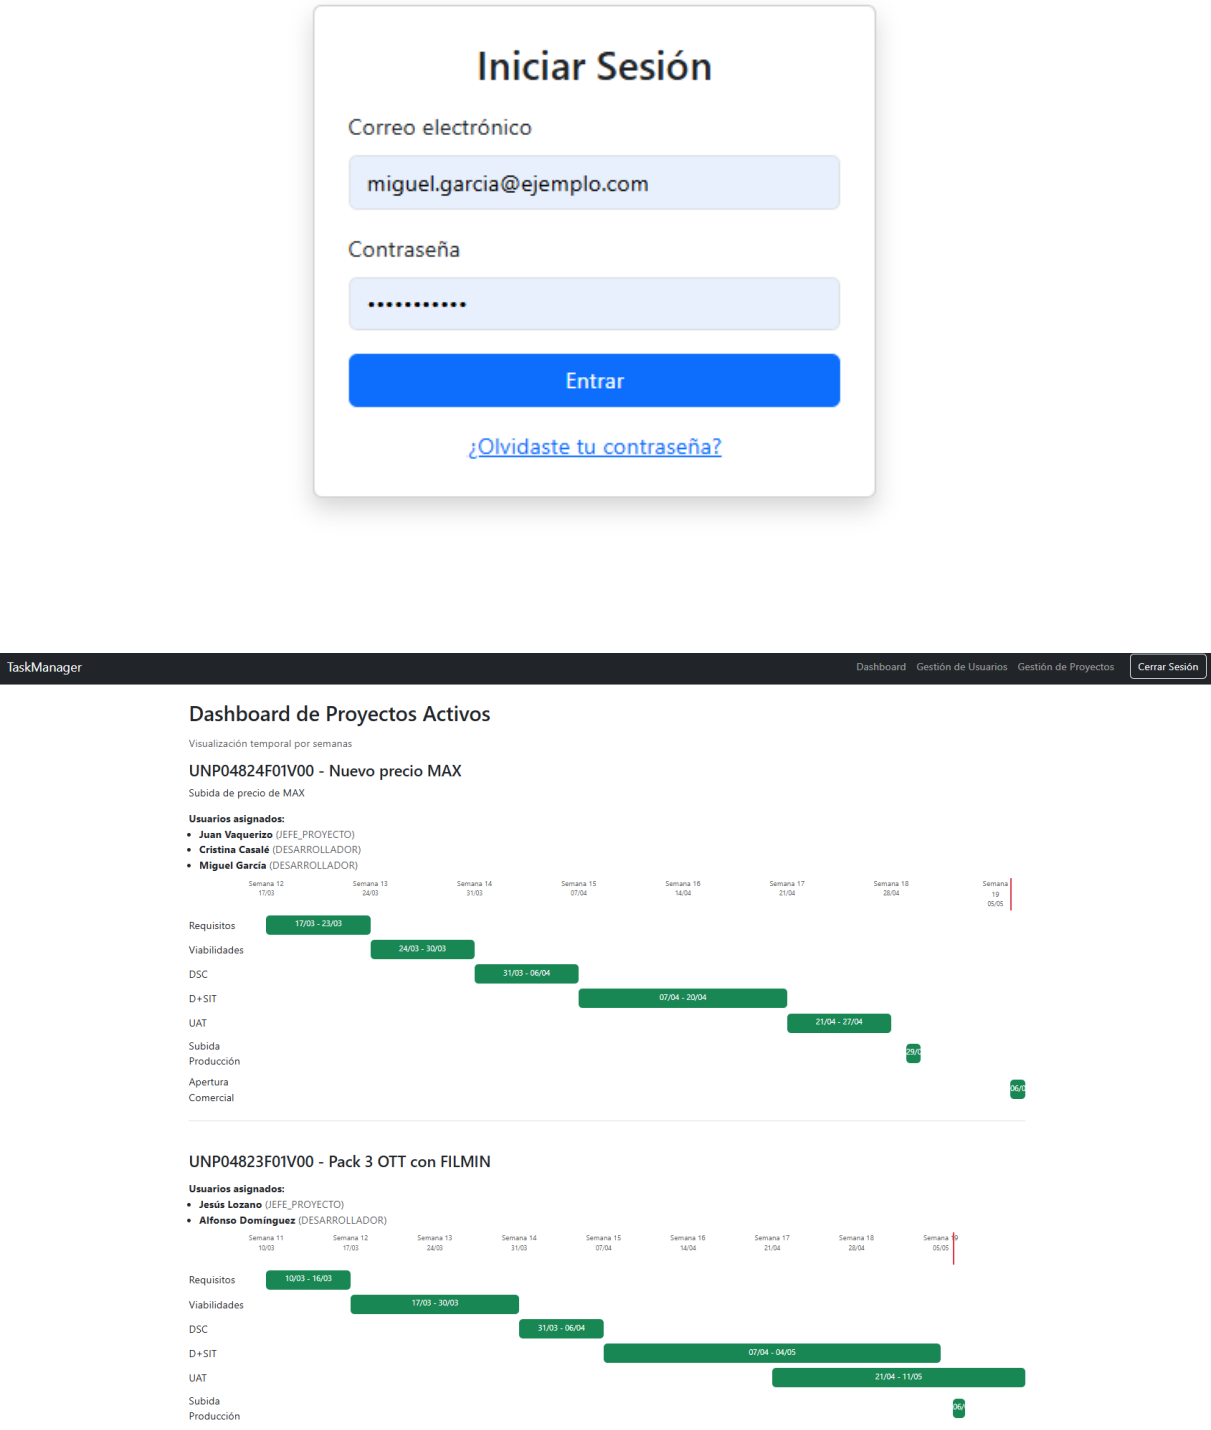 Iniciar Sesión
Correo electrónico
miguel.garcia@ejemplo.com
Contraseña
•••••••••••
Entrar
¿Olvidaste tu contraseña?
TaskManager
Dashboard Gestión de Usuarios Gestión de Proyectos Cerrar Sesión
Dashboard de Proyectos Activos
Visualización temporal por semanas
UNP04824F01V00 - Nuevo precio MAX
Subida de precio de MAX
Usuarios asignados:
• Juan Vaquerizo (JEFE_PROYECTO)
• Cristina Casalé (DESARROLLADOR)
• Miguel García (DESARROLLADOR)
Semana 12 Semana 13 Semana 14 Semana 15 Semana 16 Semana 17 Semana 18 Semana 19
17/03 24/03 31/03 07/04 14/04 21/04 28/04 05/05
Requisitos 17/03 - 23/03
Viabilidades 24/03 - 30/03
DSC 31/03 - 06/04
D+SIT 07/04 - 20/04
UAT 21/04 - 27/04
Subida
Producción 29/0
Apertura
Comercial 06/0
UNP04823F01V00 - Pack 3 OTT con FILMIN
Usuarios asignados:
• Jesús Lozano (JEFE_PROYECTO)
• Alfonso Domínguez (DESARROLLADOR)
Semana 11 Semana 12 Semana 13 Semana 14 Semana 15 Semana 16 Semana 17 Semana 18 Semana 19
10/03 17/03 24/03 31/03 07/04 14/04 21/04 28/04 05/05
Requisitos 10/03 - 16/03
Viabilidades 17/03 - 30/03
DSC 31/03 - 06/04
D+SIT 07/04 - 04/05
UAT 21/04 - 11/05
Subida
Producción 06/